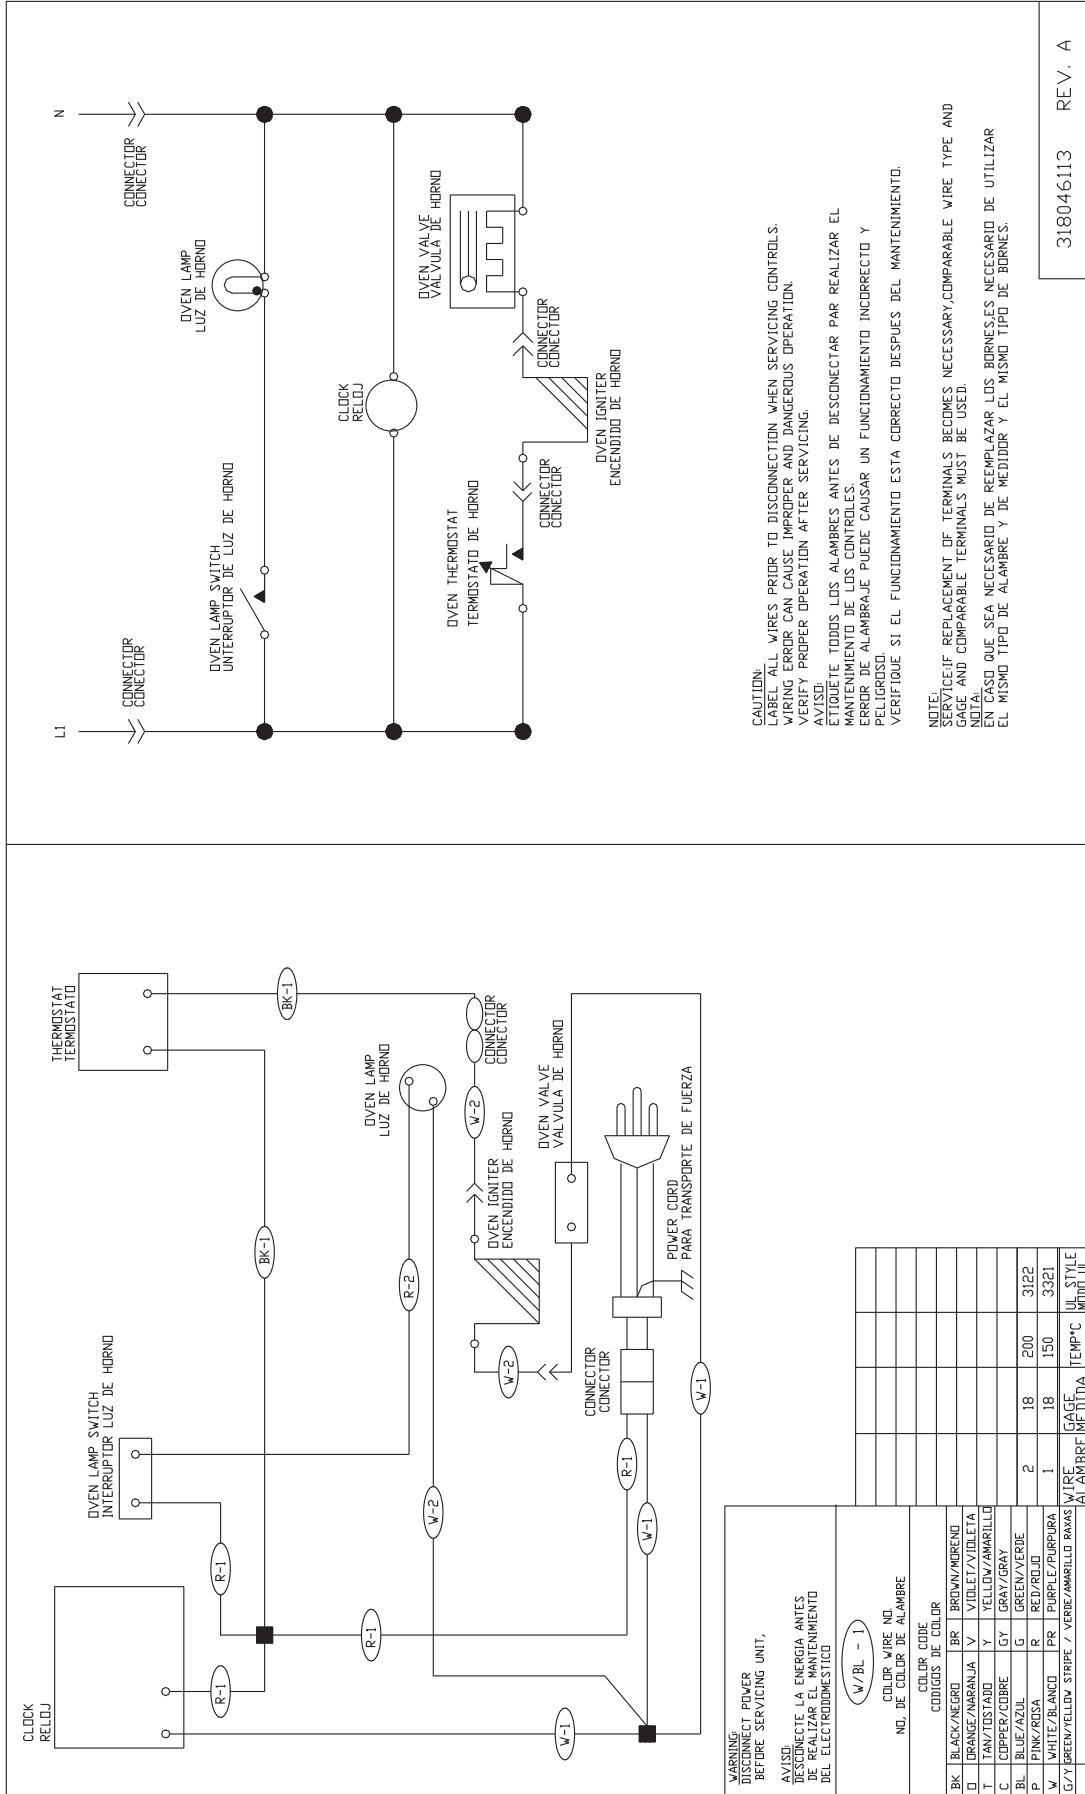 CLOCK
RELOJ
OVEN LAMP SWITCH
INTERRUPTOR LUZ DE HORNO
THERMOSTAT
TERMOSTATO
R-1
R-1
BK-1
BK-1
R-1
OVEN LAMP
LUZ DE HORNO
R-2
W-2
W-2
CONNECTOR
CONECTOR
OVEN IGNITER
ENCENDIDO DE HORNO
W-2
OVEN VALVE
VALVULA DE HORNO
W-1
CONNECTOR
CONECTOR
R-1
W-1
POWER CORD
PARA TRANSPORTE DE FUERZA
W-1
WARNING:
DISCONNECT POWER
BEFORE SERVICING UNIT,
AVISO:
DESCONECTE LA ENERGIA ANTES
DE REALIZAR EL MANTENIMIENTO
DEL ELECTRODOMESTICO
W/BL - 1
COLOR WIRE NO.
NO, DE COLOR DE ALAMBRE
COLOR CODE
CODIGOS DE COLOR
BK BLACK/NEGRO BR BROWN/MORENO
O ORANGE/NARANJA V VIOLET/VIOLETA
T TAN/TOSTADO Y YELLOW/AMARILLO
C COPPER/COBRE GY GRAY/GRAY
BL BLUE/AZUL G GREEN/VERDE
P PINK/ROSA R RED/ROJO
W WHITE/BLANCO PR PURPLE/PURPURA
G/Y GREEN/YELLOW STRIPE / VERDE/AMARILLO RAXAS
2 18 200 3122
1 18 150 3321
WIRE GAGE TEMP°C UL STYLE
ALAMBRE MEDIDA MODO UL
L1
N
CONNECTOR
CONECTOR
CONNECTOR
CONECTOR
OVEN LAMP SWITCH
UNTERRUPTOR DE LUZ DE HORNO
OVEN LAMP
LUZ DE HORNO
CLOCK
RELOJ
OVEN THERMOSTAT
TERMOSTATO DE HORNO
CONNECTOR
CONECTOR
OVEN IGNITER
ENCENDIDO DE HORNO
CONNECTOR
CONECTOR
OVEN VALVE
VALVULA DE HORNO
CAUTION:
LABEL ALL WIRES PRIOR TO DISCONNECTION WHEN SERVICING CONTROLS.
WIRING ERROR CAN CAUSE IMPROPER AND DANGEROUS OPERATION.
VERIFY PROPER OPERATION AFTER SERVICING.
AVISO:
ETIQUETE TODOS LOS ALAMBRES ANTES DE DESCONECTAR PAR REALIZAR EL
MANTENIMIENTO DE LOS CONTROLES.
ERROR DE ALAMBRAJE PUEDE CAUSAR UN FUNCIONAMIENTO INCORRECTO Y
PELIGROSO.
VERIFIQUE SI EL FUNCIONAMIENTO ESTA CORRECTO DESPUES DEL MANTENIMIENTO.
NOTE:
SERVICE:IF REPLACEMENT OF TERMINALS BECOMES NECESSARY,COMPARABLE WIRE TYPE AND
GAGE AND COMPARABLE TERMINALS MUST BE USED.
NOTA:
EN CASO QUE SEA NECESARIO DE REEMPLAZAR LOS BORNES,ES NECESARIO DE UTILIZAR
EL MISMO TIPO DE ALAMBRE Y DE MEDIDOR Y EL MISMO TIPO DE BORNES.
318046113 REV. A